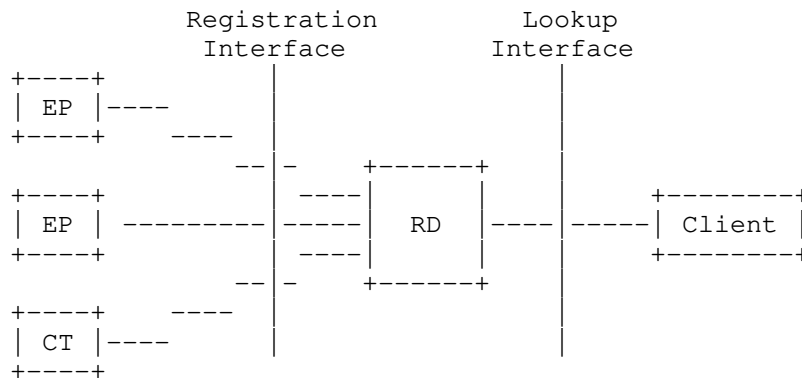 Registration Lookup
Interface Interface
EP
EP RD Client
CT